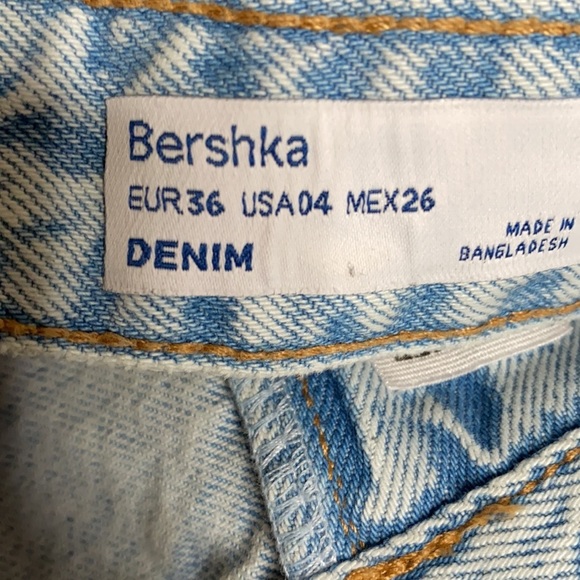 Bershka
EUR36 USA04 MEX26
DENIM
MADE IN
BANGLADESH